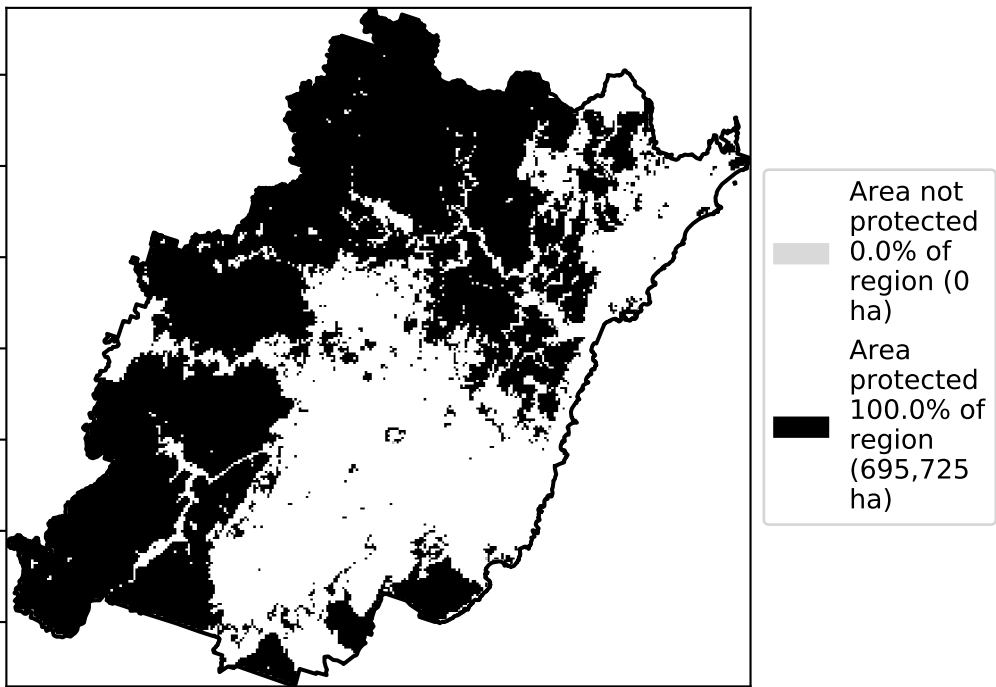 Area not
protected
0.0% of
region (0
ha)
Area
protected
100.0% of
region
(695,725
ha)